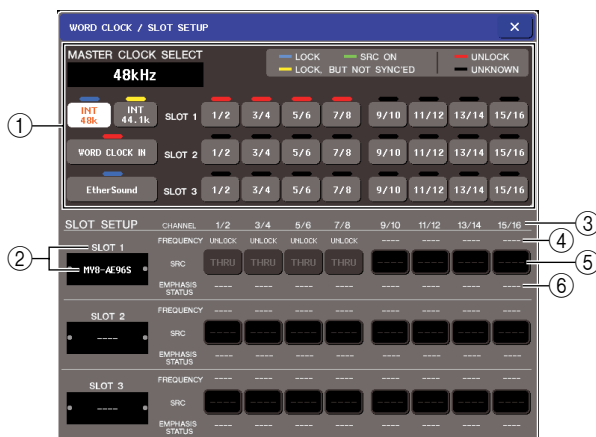 WORD CLOCK / SLOT SETUP ×
MASTER CLOCK SELECT
48kHz
LOCK SRC ON UNLOCK
LOCK, BUT NOT SYNC'ED UNKNOWN
INT 48k
INT 44.1k
SLOT 1 1/2 3/4 5/6 7/8 9/10 11/12 13/14 15/16
WORD CLOCK IN SLOT 2 1/2 3/4 5/6 7/8 9/10 11/12 13/14 15/16
EtherSound SLOT 3 1/2 3/4 5/6 7/8 9/10 11/12 13/14 15/16
1
SLOT SETUP CHANNEL 1/2 3/4 5/6 7/8 9/10 11/12 13/14 15/16 3
FREQUENCY UNLOCK UNLOCK UNLOCK UNLOCK ---- ---- ---- ---- 4
2 SLOT 1
MY8-AE96S SRC THRU THRU THRU THRU ---- ---- ---- ---- 5
EMPHASIS STATUS ---- ---- ---- ---- ---- ---- ---- ---- 6
SLOT 2 FREQUENCY ---- ---- ---- ---- ---- ---- ---- ----
---- SRC ---- ---- ---- ---- ---- ---- ---- ----
EMPHASIS STATUS ---- ---- ---- ---- ---- ---- ---- ----
SLOT 3 FREQUENCY ---- ---- ---- ---- ---- ---- ---- ----
---- SRC ---- ---- ---- ---- ---- ---- ---- ----
EMPHASIS STATUS ---- ---- ---- ---- ---- ---- ---- ----